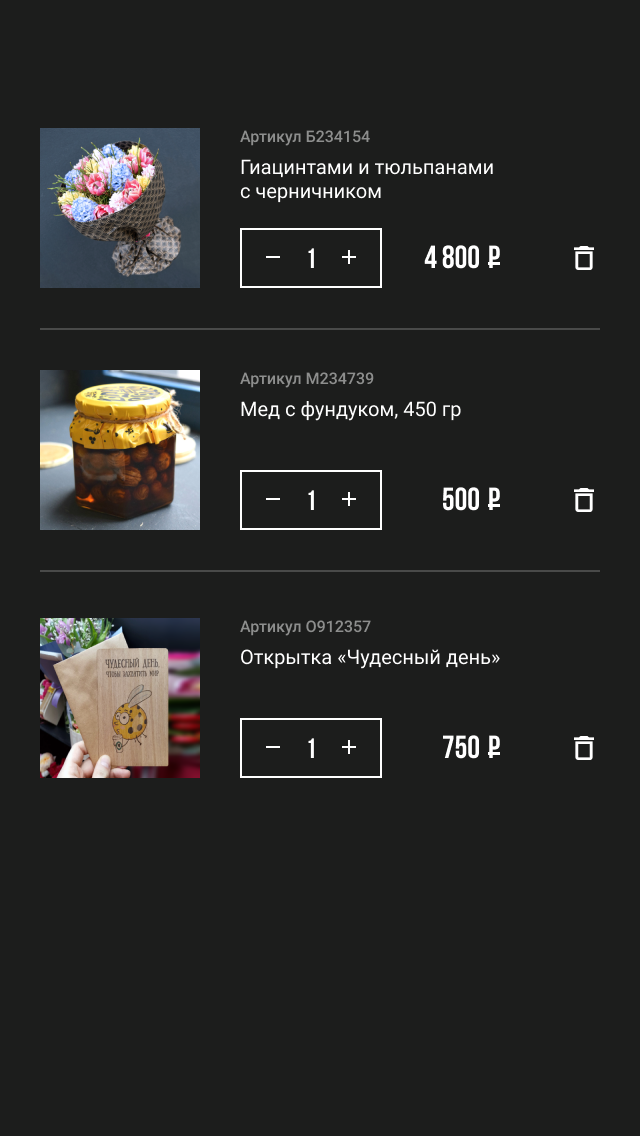 Артикул Б234154
Гиацинтами и тюльпанами
с черничником
1
4 800 ₽
Артикул М234739
Мед с фундуком, 450 гр
1
500 ₽
Артикул О912357
Открытка «Чудесный день»
ЧУДЕСНЫЙ ДЕНЬ,
ЧТОБЫ ЗАХВАТИТЬ МИР
1
750 ₽